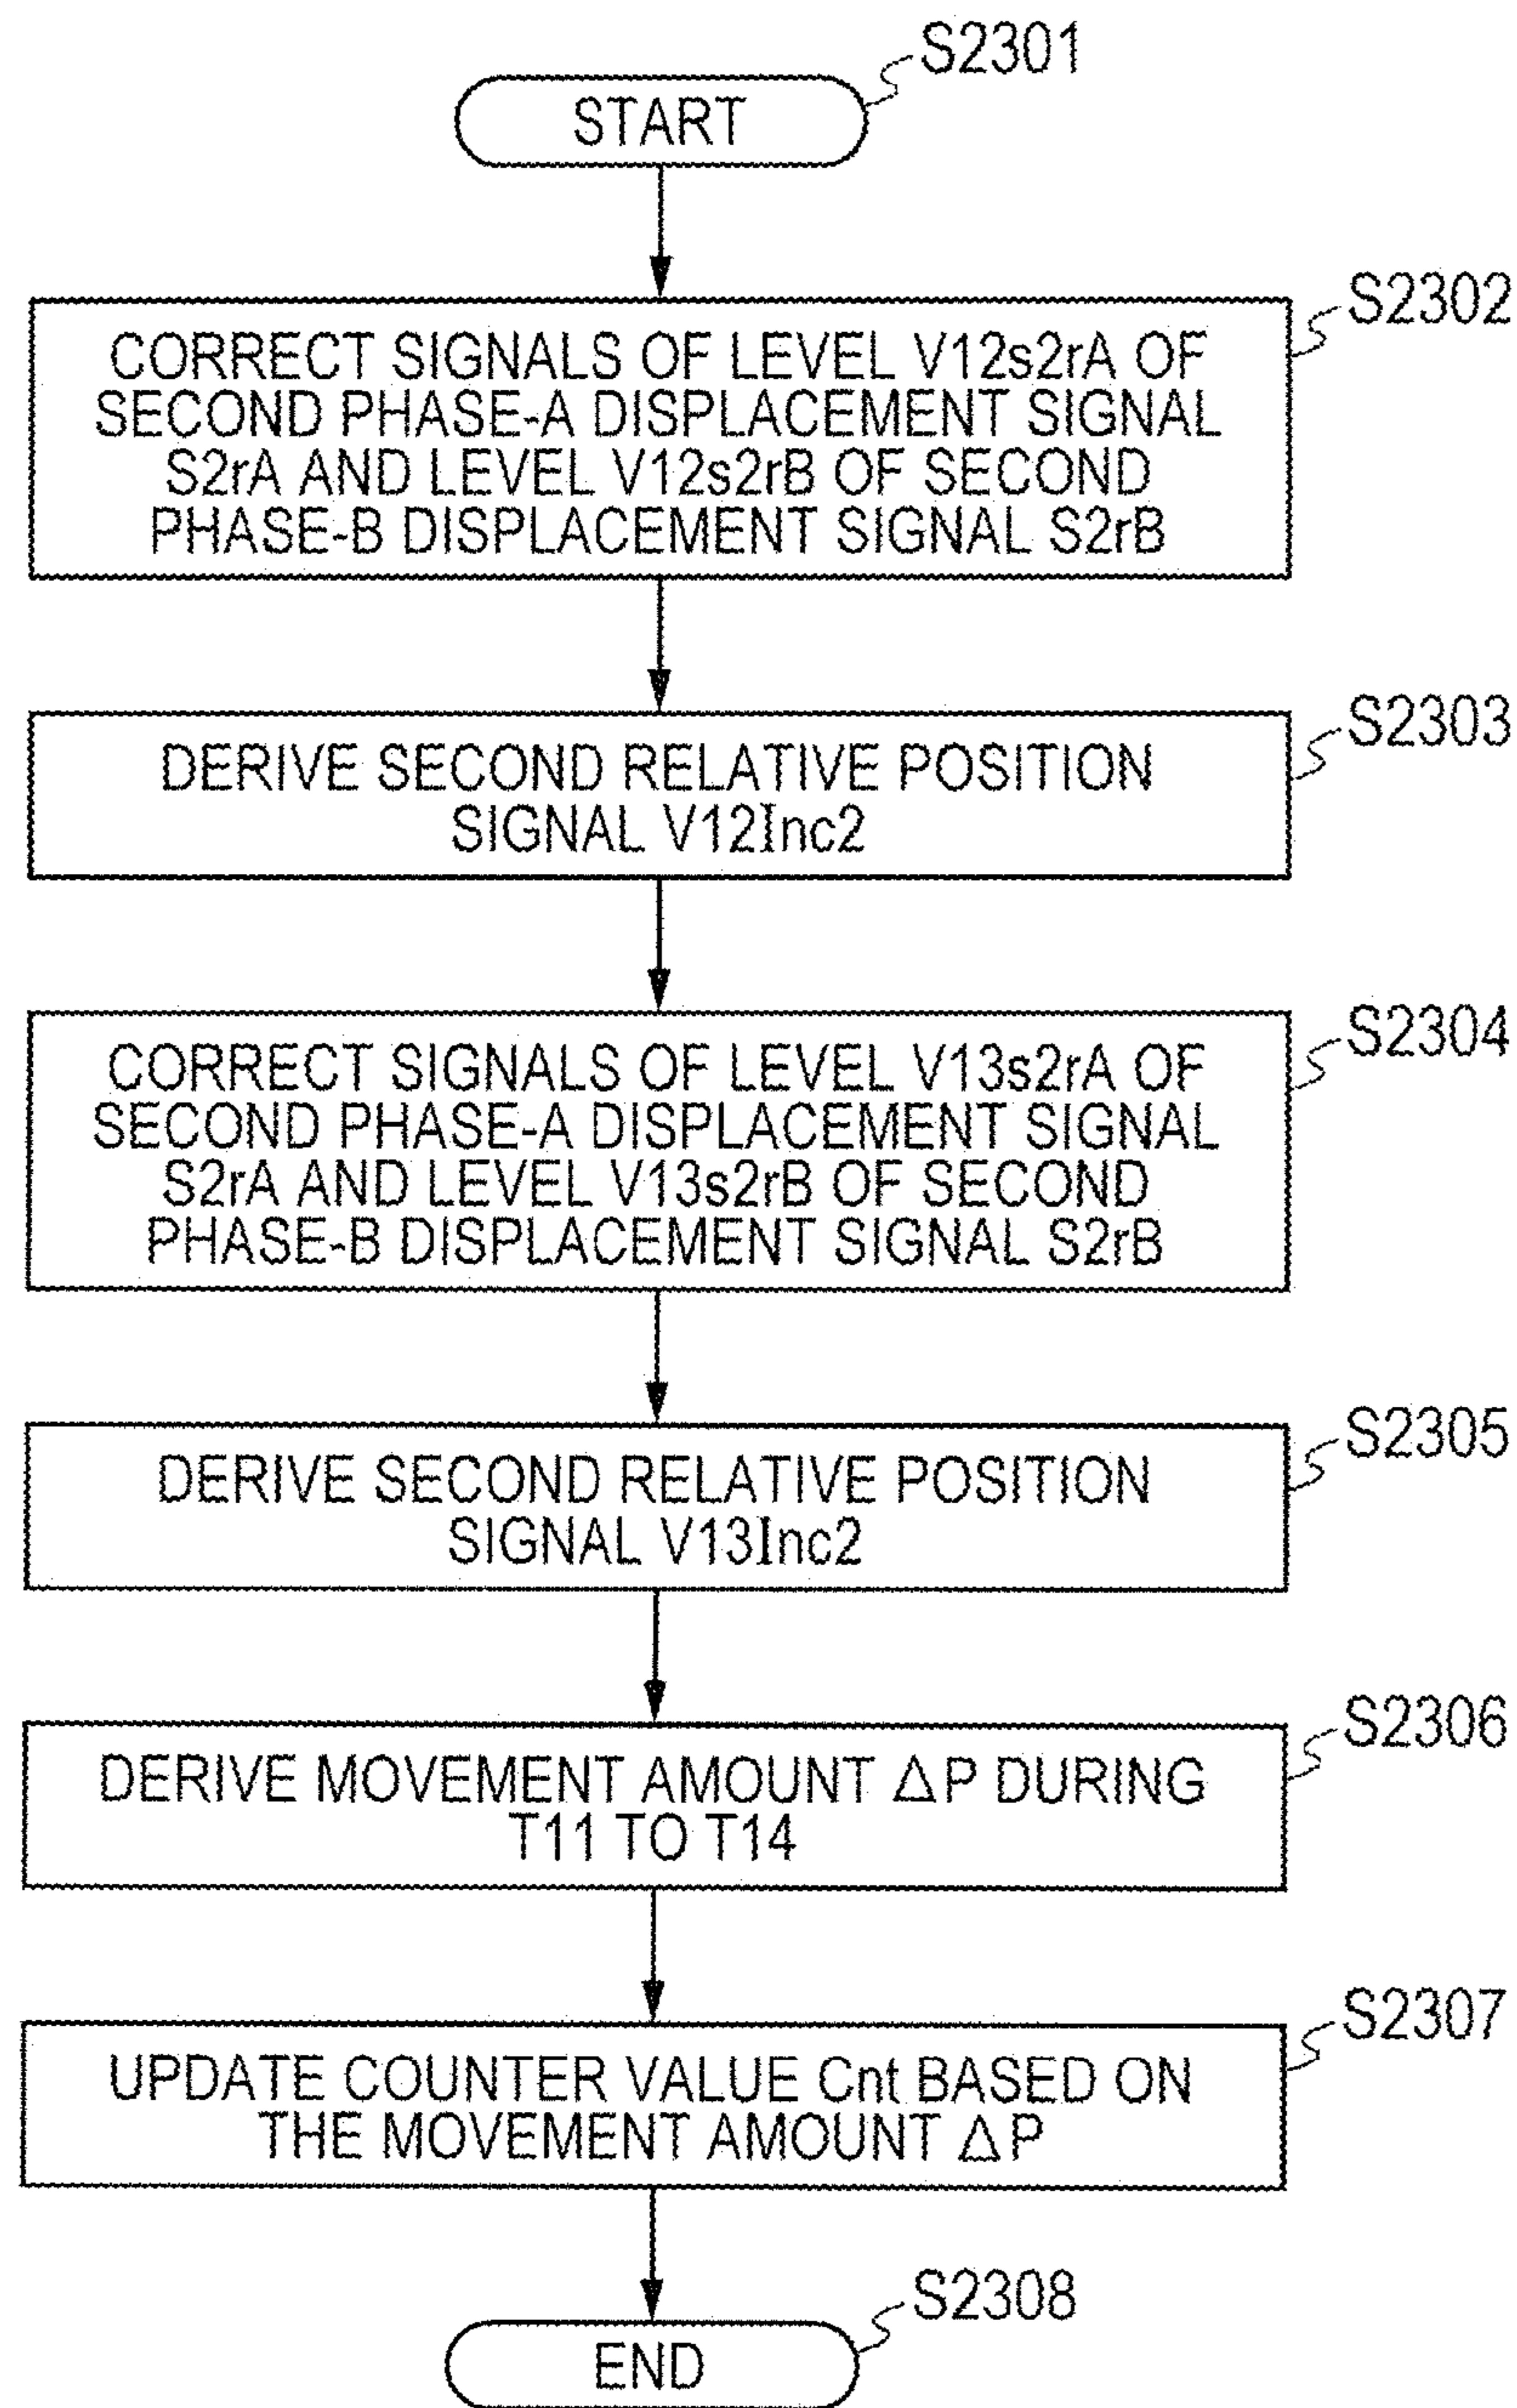 S2301
START
S2302
CORRECT SIGNALS OF LEVEL V12s2rA OF
SECOND PHASE-A DISPLACEMENT SIGNAL
S2rA AND LEVEL V12s2rB OF SECOND
PHASE-B DISPLACEMENT SIGNAL S2rB
S2303
DERIVE SECOND RELATIVE POSITION
SIGNAL V12Inc2
S2304
CORRECT SIGNALS OF LEVEL V13s2rA OF
SECOND PHASE-A DISPLACEMENT SIGNAL
S2rA AND LEVEL V13s2rB OF SECOND
PHASE-B DISPLACEMENT SIGNAL S2rB
S2305
DERIVE SECOND RELATIVE POSITION
SIGNAL V13Inc2
S2306
DERIVE MOVEMENT AMOUNT ΔP DURING
T11 TO T14
S2307
UPDATE COUNTER VALUE Cnt BASED ON
THE MOVEMENT AMOUNT ΔP
S2308
END